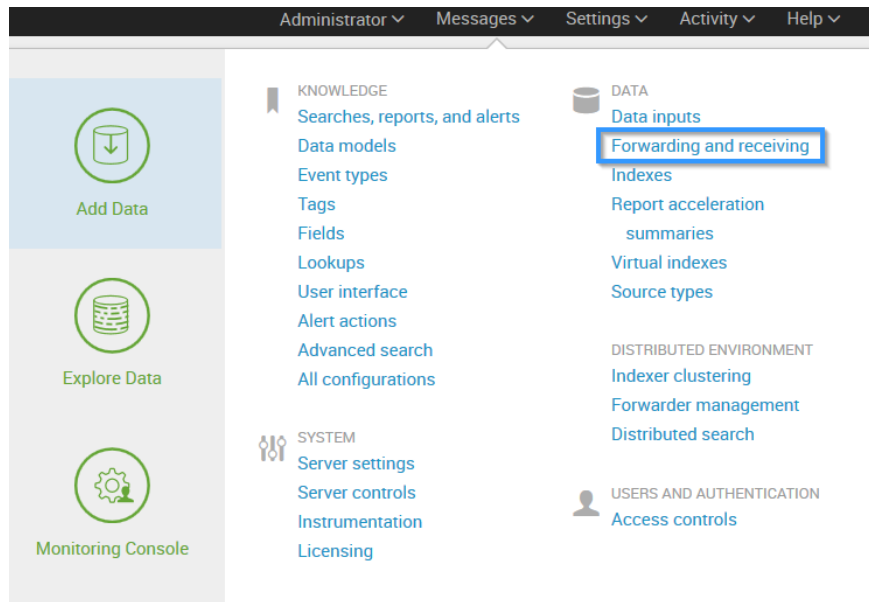 Administrator Messages Settings Activity Help
Add Data
Explore Data
Monitoring Console
KNOWLEDGE
Searches, reports, and alerts
Data models
Event types
Tags
Fields
Lookups
User interface
Alert actions
Advanced search
All configurations
SYSTEM
Server settings
Server controls
Instrumentation
Licensing
DATA
Data inputs
Forwarding and receiving
Indexes
Report acceleration
summaries
Virtual indexes
Source types
DISTRIBUTED ENVIRONMENT
Indexer clustering
Forwarder management
Distributed search
USERS AND AUTHENTICATION
Access controls